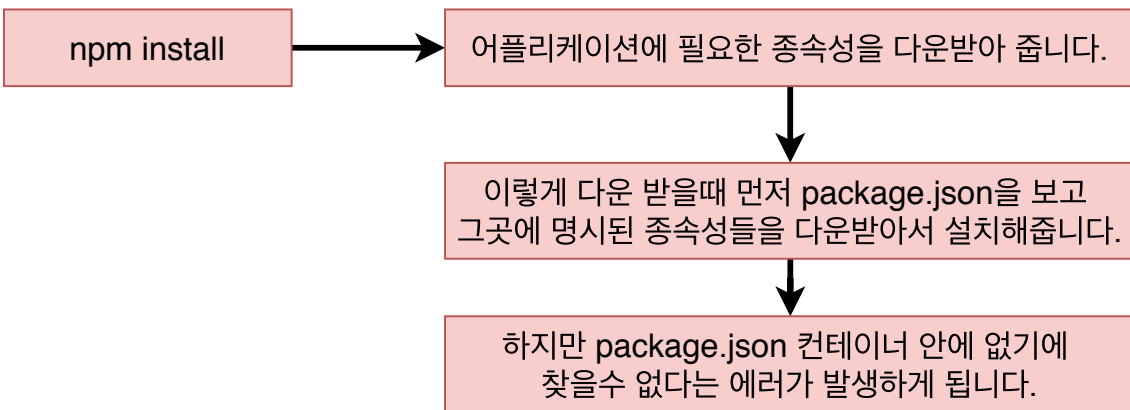 npm install
어플리케이션에 필요한 종속성을 다운받아 줍니다.
이렇게 다운 받을때 먼저 package.json을 보고
그곳에 명시된 종속성들을 다운받아서 설치해줍니다.
하지만 package.json 컨테이너 안에 없기에
찾을수 없다는 에러가 발생하게 됩니다.